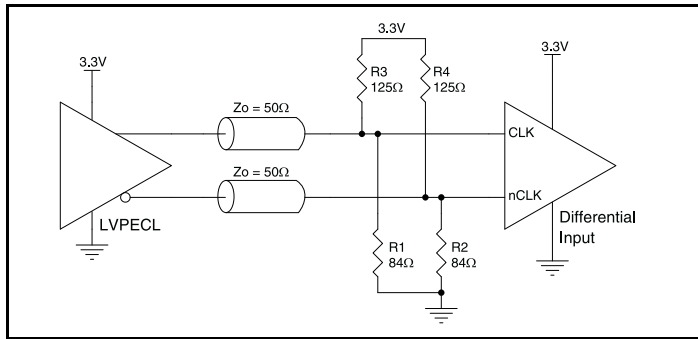 3.3V
3.3V
3.3V
R3
125Ω
R4
125Ω
Zo = 50Ω
CLK
Zo = 50Ω
nCLK
LVPECL
Differential
Input
R1
84Ω
R2
84Ω